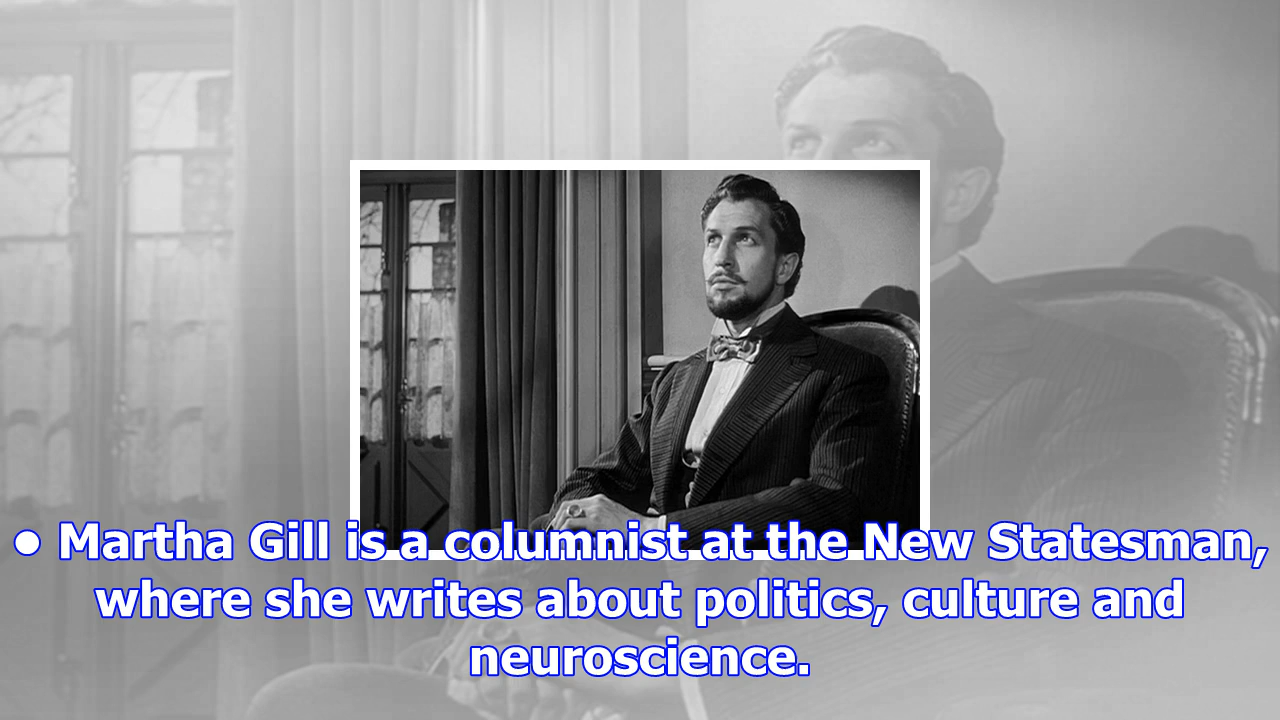 • Martha Gill is a columnist at the New Statesman,
where she writes about politics, culture and
neuroscience.